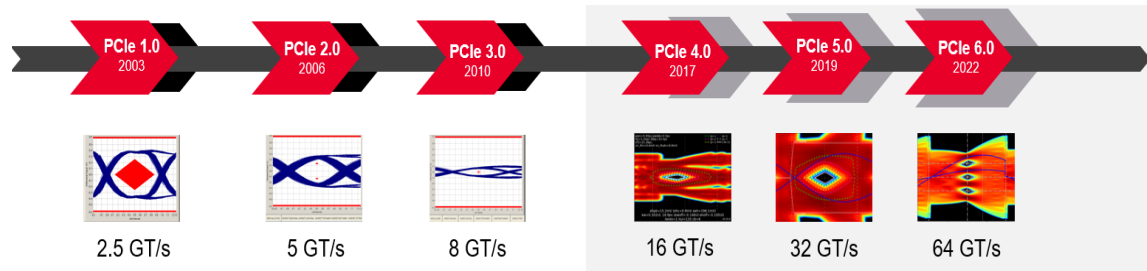 PCIe 1.0
2003
PCIe 2.0
2006
PCIe 3.0
2010
PCIe 4.0
2017
PCIe 5.0
2019
PCIe 6.0
2022
2.5 GT/s
5 GT/s
8 GT/s
16 GT/s
32 GT/s
64 GT/s